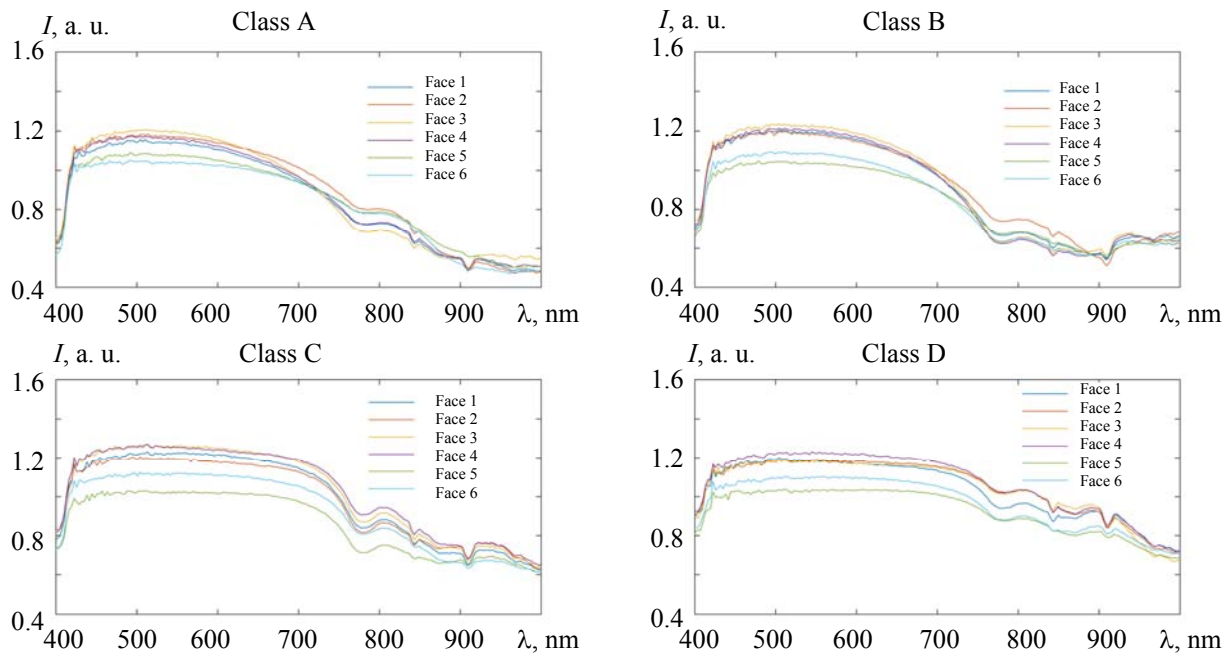 I, a. u. Class A
1.6
1.2
0.8
0.4
400 500 600 700 800 900 λ, nm
Face 1
Face 2
Face 3
Face 4
Face 5
Face 6
I, a. u. Class B
1.6
1.2
0.8
0.4
400 500 600 700 800 900 λ, nm
Face 1
Face 2
Face 3
Face 4
Face 5
Face 6
I, a. u. Class C
1.6
1.2
0.8
0.4
400 500 600 700 800 900 λ, nm
Face 1
Face 2
Face 3
Face 4
Face 5
Face 6
I, a. u. Class D
1.6
1.2
0.8
0.4
400 500 600 700 800 900 λ, nm
Face 1
Face 2
Face 3
Face 4
Face 5
Face 6